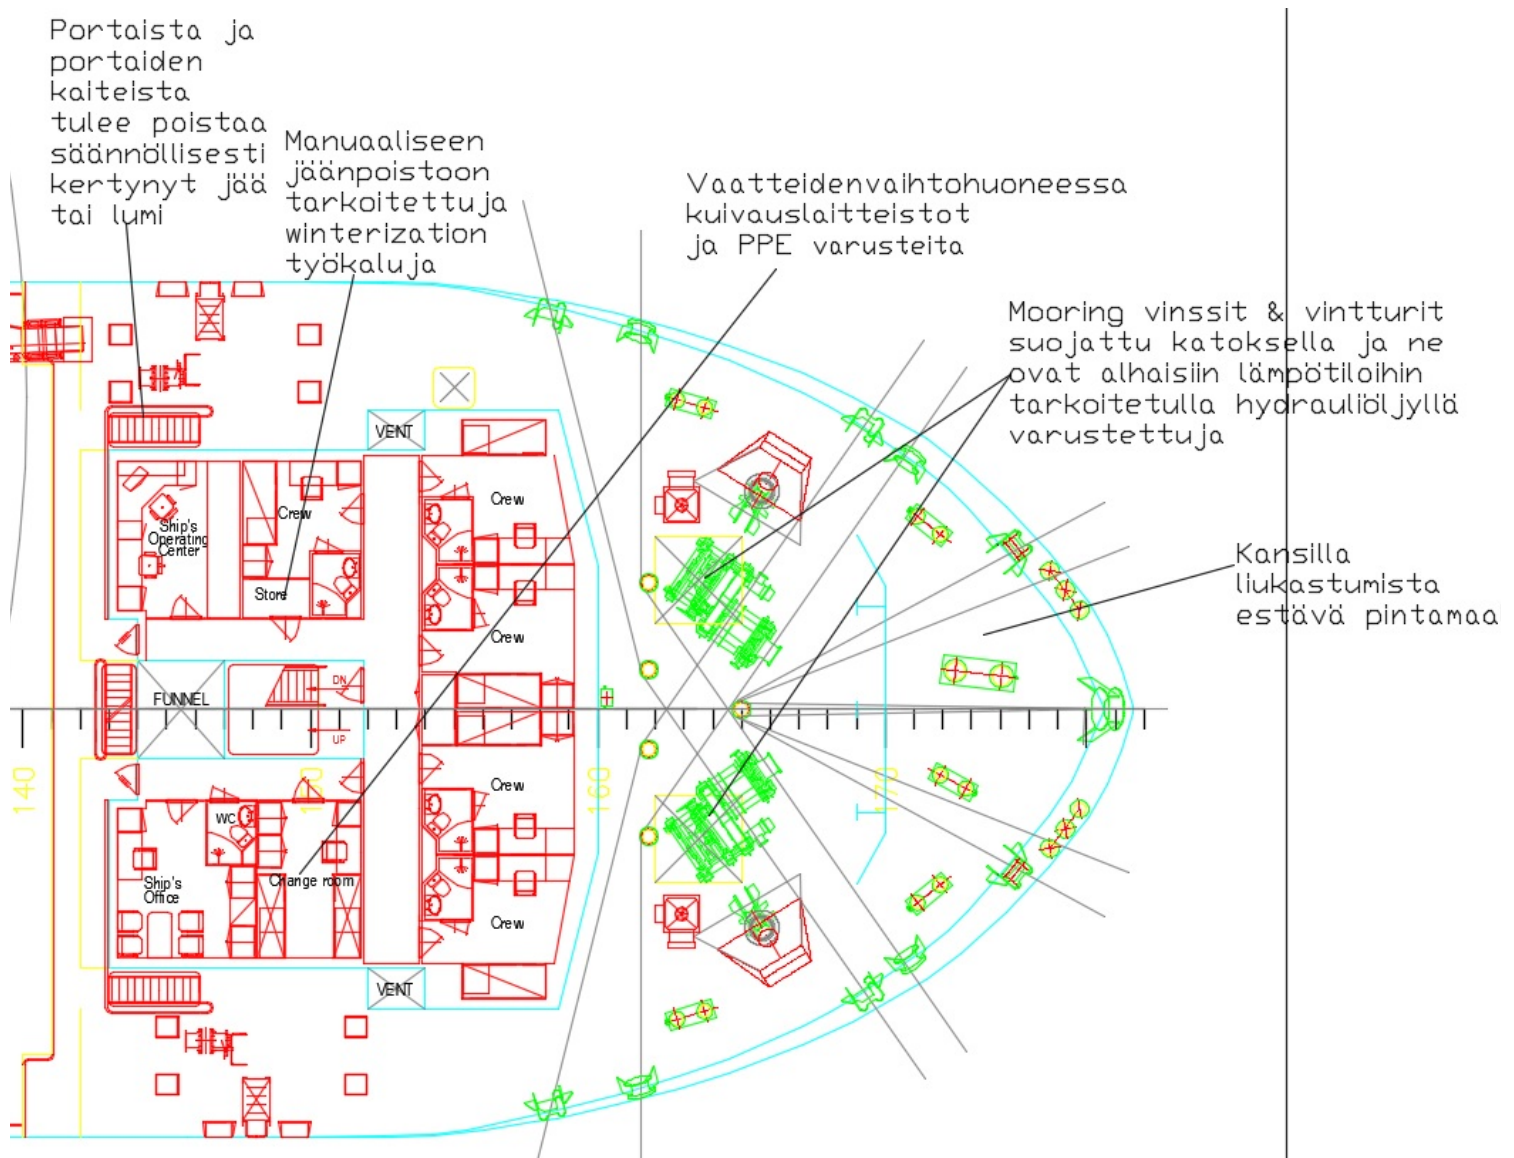 Portaista ja
portaiden
kaiteista
tulee poistaa
säännöllisesti
kertynyt jää
tai lumi
Manuaaliseen
jäänpoistoon
tarkoitettuja
winterization
työkaluja
Vaatteidenvaihtohuoneessa
kuivauslaitteistot
ja PPE varusteita
Mooring vinssit & vintturit
suojattu katoksella ja ne
ovat alhaisiin lämpötiloihin
tarkoitetulla hydrauliöljyllä
varustettuja
Kansilla
liukastumista
estävä pintamaa
VENT
Crew
Crew
Ship's
Operating
Center
Store
Crew
FUNNEL
DN
UP
140
150
160
170
Crew
WC
Change room
Ship's
Office
Crew
VENT